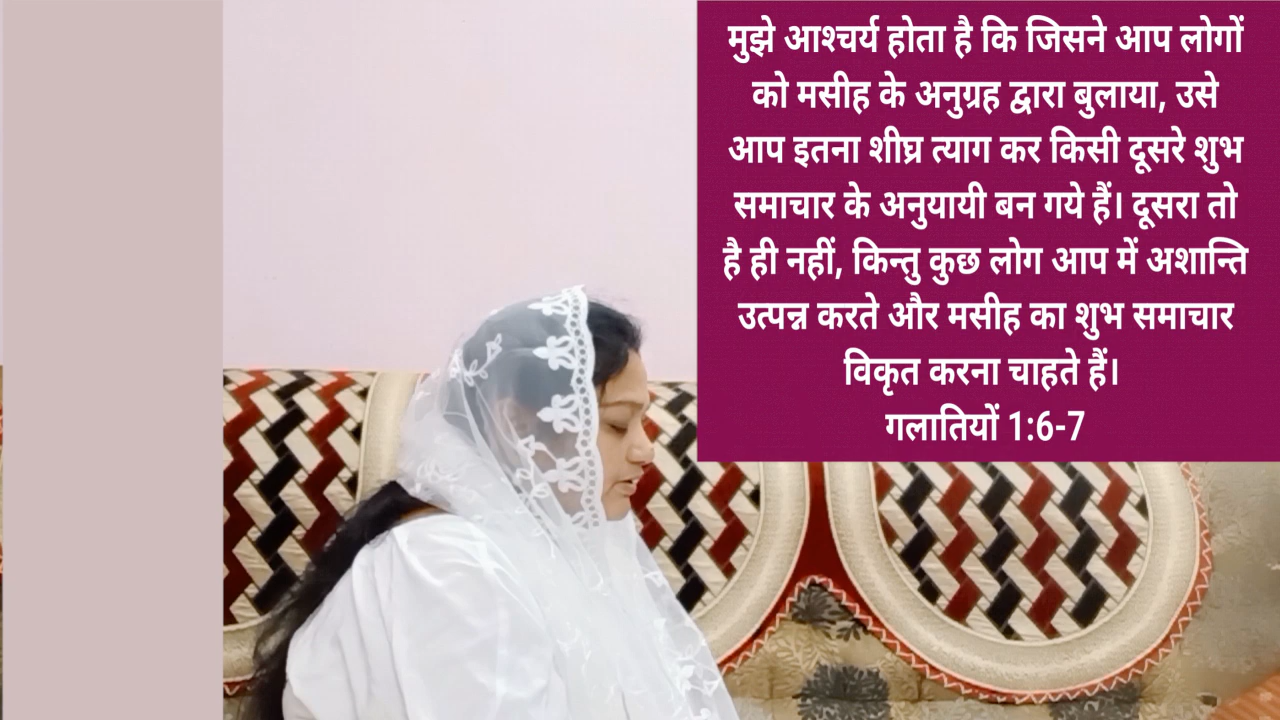 मुझे आश्चर्य होता है कि जिसने आप लोगों
को मसीह के अनुग्रह द्वारा बुलाया, उसे
आप इतना शीघ्र त्याग कर किसी दूसरे शुभ
समाचार के अनुयायी बन गये हैं। दूसरा तो
है ही नहीं, किन्तु कुछ लोग आप में अशान्ति
उत्पन्न करते और मसीह का शुभ समाचार
विकृत करना चाहते हैं।
गलातियों 1:6-7